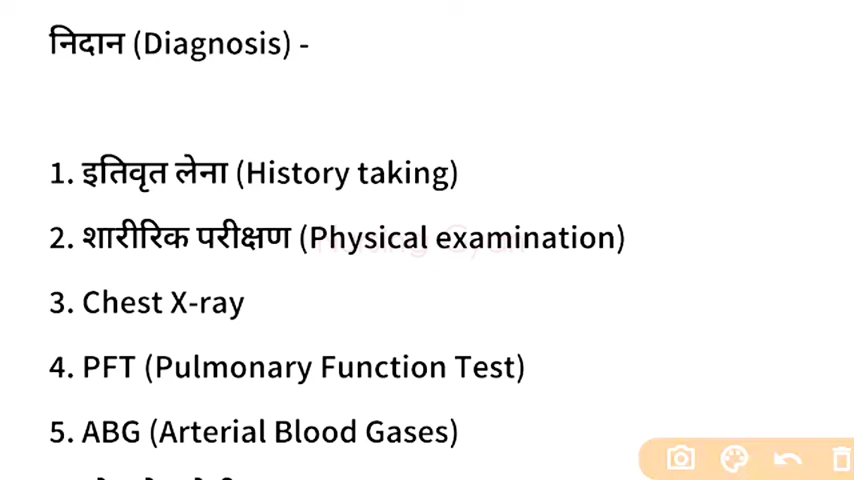 निदान (Diagnosis) -
1. इतिवृत लेना (History taking)
2. शारीरिक परीक्षण (Physical examination)
3. Chest X-ray
4. PFT (Pulmonary Function Test)
5. ABG (Arterial Blood Gases)